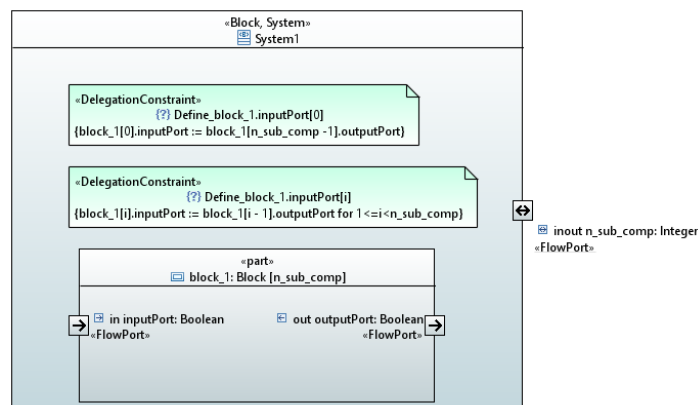 «Block, System»
System1
«DelegationConstraint»
{?} Define_block_1.inputPort[0]
{block_1[0].inputPort := block_1[n_sub_comp -1].outputPort}
«DelegationConstraint»
{?} Define_block_1.inputPort[i]
{block_1[i].inputPort := block_1[i - 1].outputPort for 1<=i<n_sub_comp}
inout n_sub_comp: Integer
«FlowPort»
«part»
block_1: Block [n_sub_comp]
in inputPort: Boolean
«FlowPort»
out outputPort: Boolean
«FlowPort»